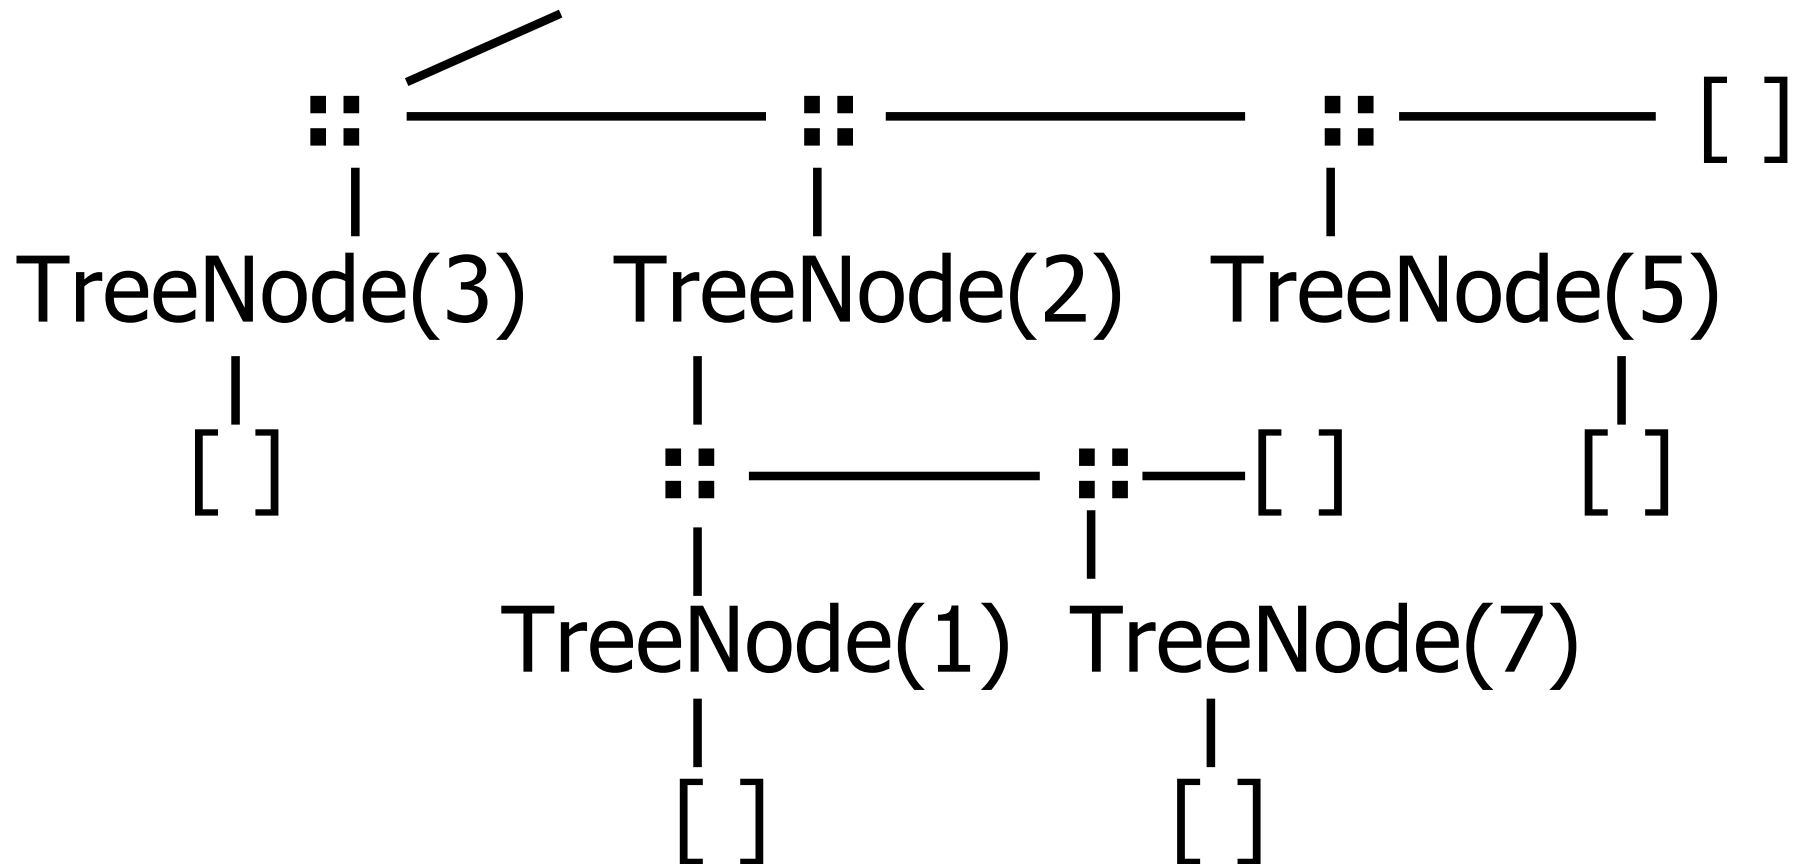 :: :: :: [ ]
TreeNode(3) TreeNode(2) TreeNode(5)
[ ] :: :: [ ] [ ]
TreeNode(1) TreeNode(7)
[ ] [ ]